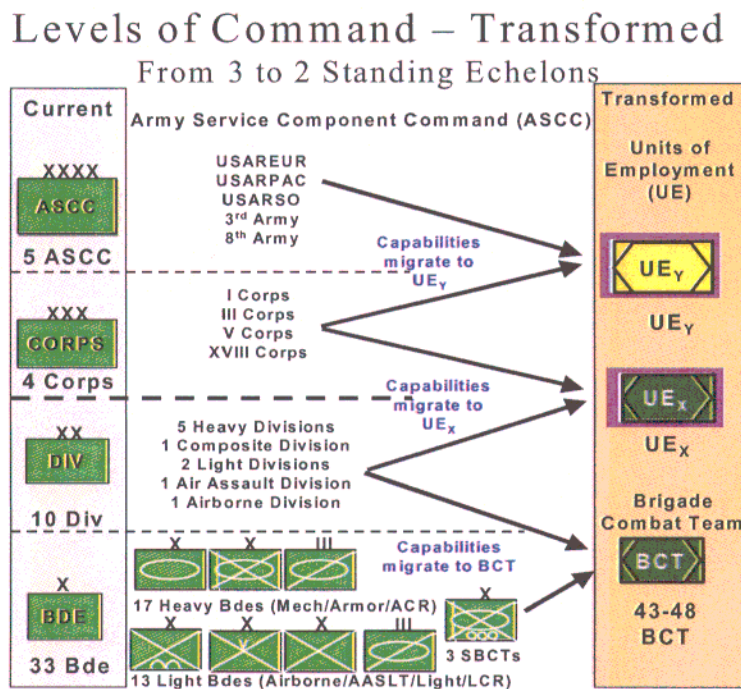 Levels of Command – Transformed
From 3 to 2 Standing Echelons
Current
Army Service Component Command (ASCC)
Transformed
XXXX
ASCC
5 ASCC
USAREUR
USARPAC
USARSO
3rd Army
8th Army
Units of
Employment
(UE)
Capabilities
migrate to
UEY
UEY
UEY
XXX
CORPS
4 Corps
I Corps
III Corps
V Corps
XVIII Corps
Capabilities
migrate to
UEX
UEX
UEX
XX
DIV
10 Div
5 Heavy Divisions
1 Composite Division
2 Light Divisions
1 Air Assault Division
1 Airborne Division
Brigade
Combat Team
BCT
43-48
BCT
Capabilities
migrate to BCT
X
BDE
33 Bde
X X III
17 Heavy Bdes (Mech/Armor/ACR)
X X X III
V
13 Light Bdes (Airborne/AASLT/Light/LCR)
X
3 SBCTs